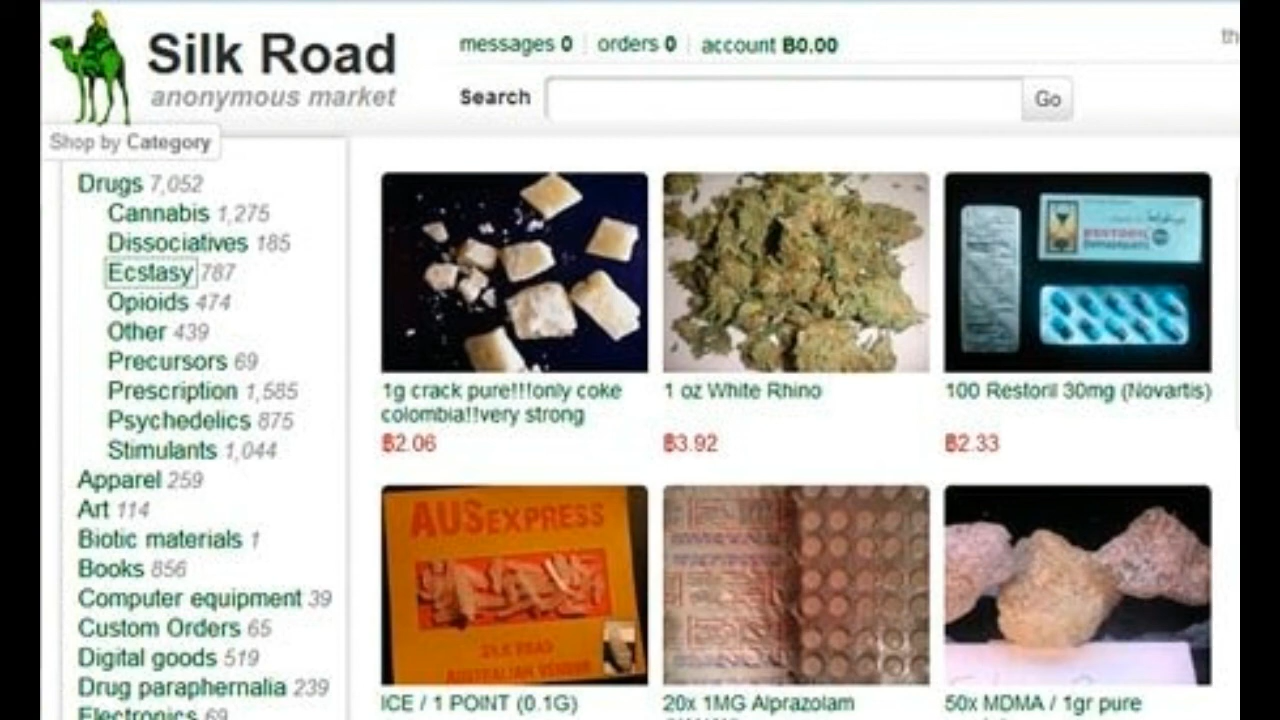 Silk Road
anonymous market
messages 0
orders 0
account ฿0.00
th
Search
Go
Shop by Category
Drugs 7,052
Cannabis 1,275
Dissociatives 185
Ecstasy 787
Opioids 474
Other 439
Precursors 69
Prescription 1,585
Psychedelics 875
Stimulants 1,044
Apparel 259
Art 114
Biotic materials 1
Books 856
Computer equipment 39
Custom Orders 65
Digital goods 519
Drug paraphernalia 239
Electronics 69
1g crack pure!!!only coke
colombia!!very strong
฿2.06
1 oz White Rhino
฿3.92
RESTORIL
100 Restoril 30mg (Novartis)
฿2.33
AUSEXPRESS
SILK ROAD
AUSTRALIAN VENDOR
ICE / 1 POINT (0.1G)
20x 1MG Alprazolam
50x MDMA / 1gr pure